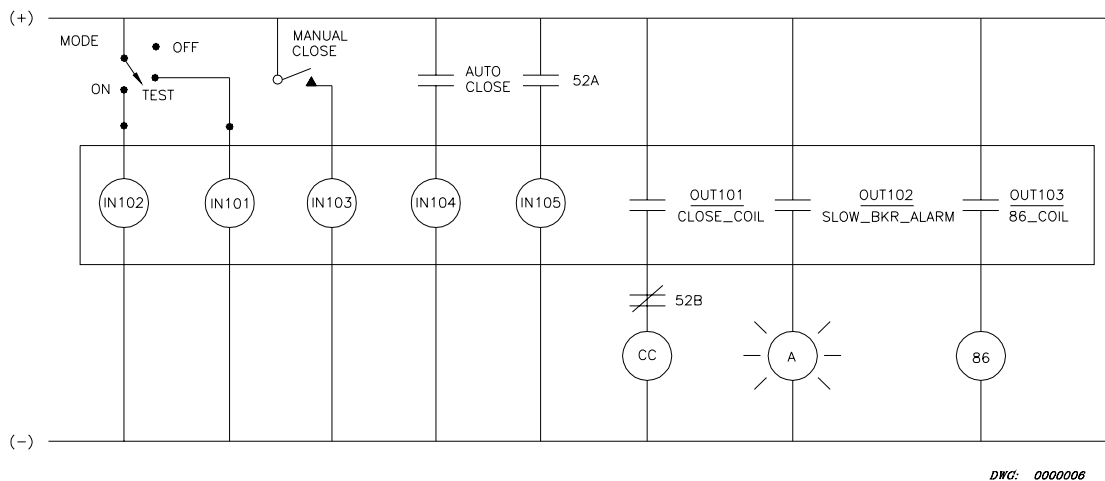 (+)
MODE
OFF
ON
TEST
MANUAL
CLOSE
AUTO
CLOSE
52A
IN102
IN101
IN103
IN104
IN105
OUT101
CLOSE_COIL
OUT102
SLOW_BKR_ALARM
OUT103
86_COIL
52B
CC
A
86
(-)
DWG: 0000006